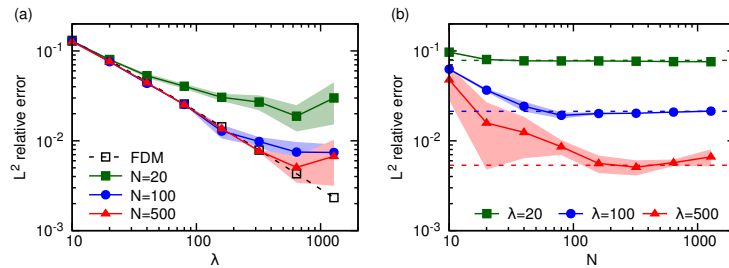 (a)
L² relative error
10⁻¹
10⁻²
10⁻³
FDM
N=20
N=100
N=500
10
100
1000
λ
(b)
L² relative error
10⁻¹
10⁻²
10⁻³
λ=20
λ=100
λ=500
10
100
1000
N